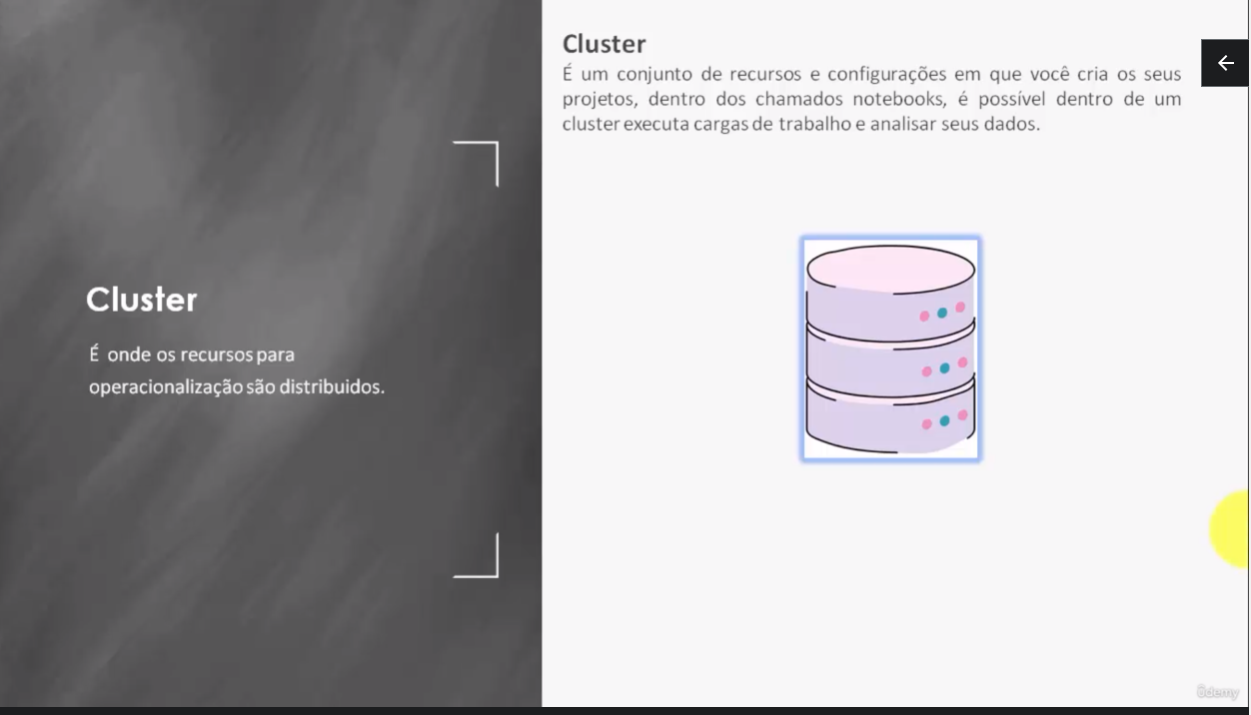 Cluster
É onde os recursos para
operacionalização são distribuidos.
Cluster
É um conjunto de recursos e configurações em que você cria os seus
projetos, dentro dos chamados notebooks, é possível dentro de um
cluster executa cargas de trabalho e analisar seus dados.
ûdemy